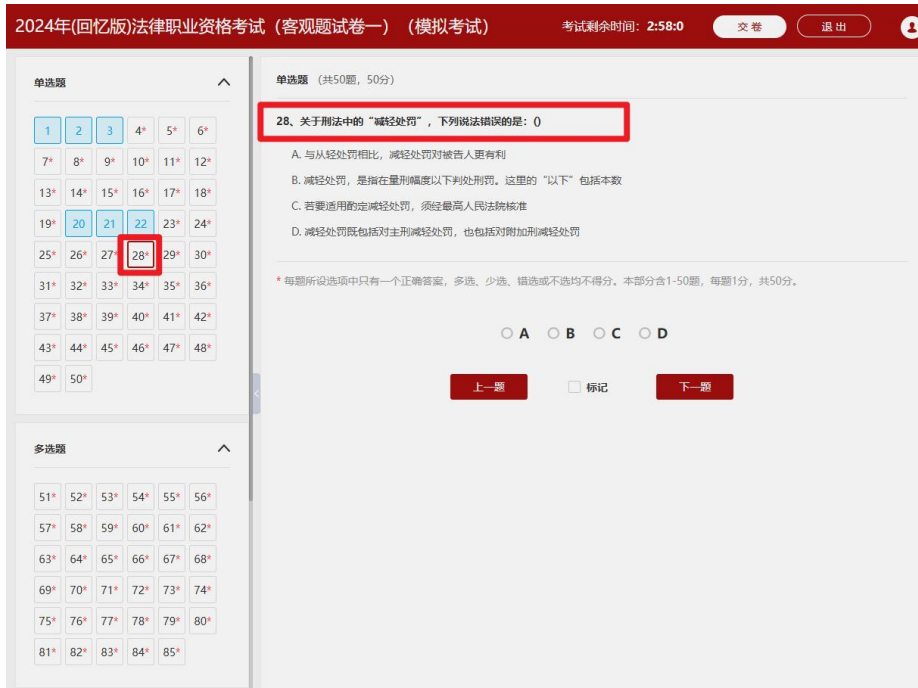 2024年(回忆版)法律职业资格考试（客观题试卷一）（模拟考试） 考试剩余时间：2:58:0 交卷 退出
单选题
1 2 3 4* 5* 6*
7* 8* 9* 10* 11* 12*
13* 14* 15* 16* 17* 18*
19* 20 21 22 23* 24*
25* 26* 27* 28* 29* 30*
31* 32* 33* 34* 35* 36*
37* 38* 39* 40* 41* 42*
43* 44* 45* 46* 47* 48*
49* 50*
多选题
51* 52* 53* 54* 55* 56*
57* 58* 59* 60* 61* 62*
63* 64* 65* 66* 67* 68*
69* 70* 71* 72* 73* 74*
75* 76* 77* 78* 79* 80*
81* 82* 83* 84* 85*
单选题 （共50题，50分）
28、关于刑法中的“减轻处罚”，下列说法错误的是：()
A. 与从轻处罚相比，减轻处罚对被告人更有利
B. 减轻处罚，是指在量刑幅度以下判处刑罚。这里的“以下”包括本数
C. 若要适用酌定减轻处罚，须经最高人民法院核准
D. 减轻处罚既包括对主刑减轻处罚，也包括对附加刑减轻处罚
* 每题所设选项中只有一个正确答案，多选、少选、错选或不选均不得分。本部分含1-50题，每题1分，共50分。
A B C D
上一题 标记 下一题